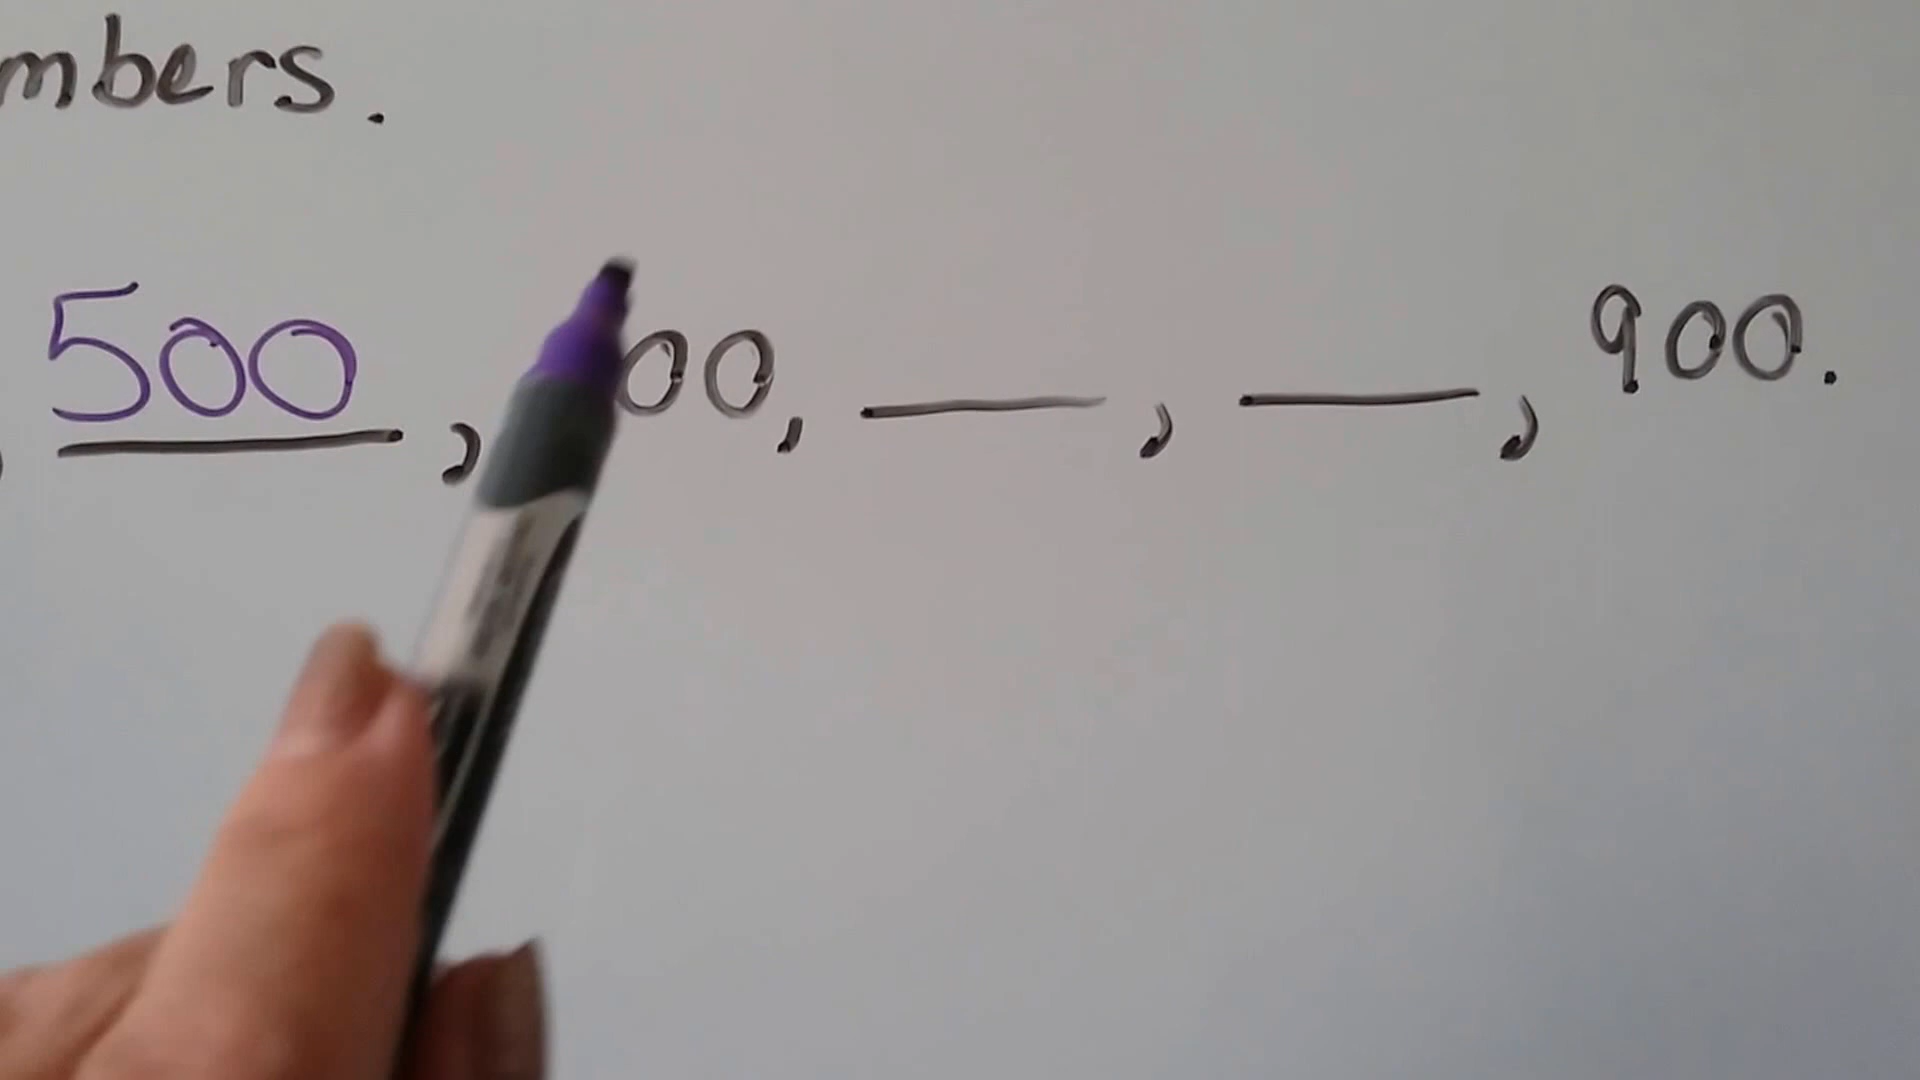 mbers.
, 500, 00, ___, ___, 900.